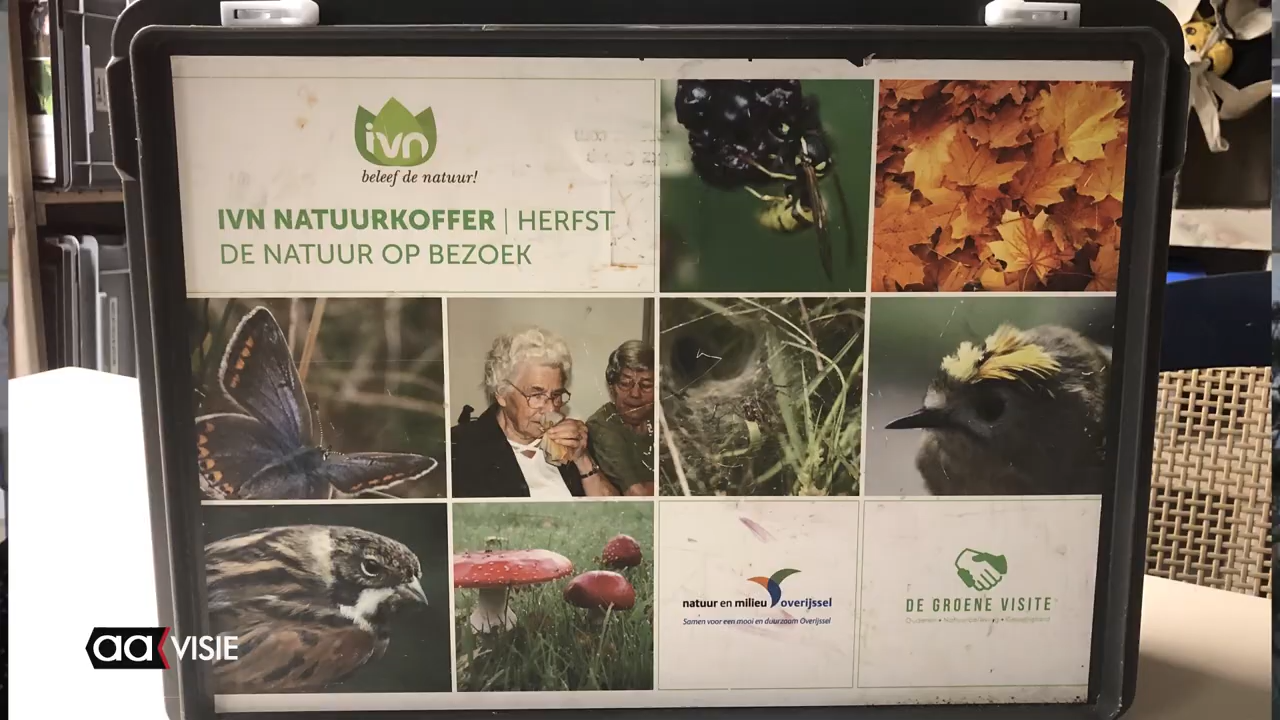 ivn
beleef de natuur!
IVN NATUURKOFFER | HERFST
DE NATUUR OP BEZOEK
natuur en milieu overijssel
Samen voor een mooi en duurzaam Overijssel
DE GROENE VISITE
aa VISIE